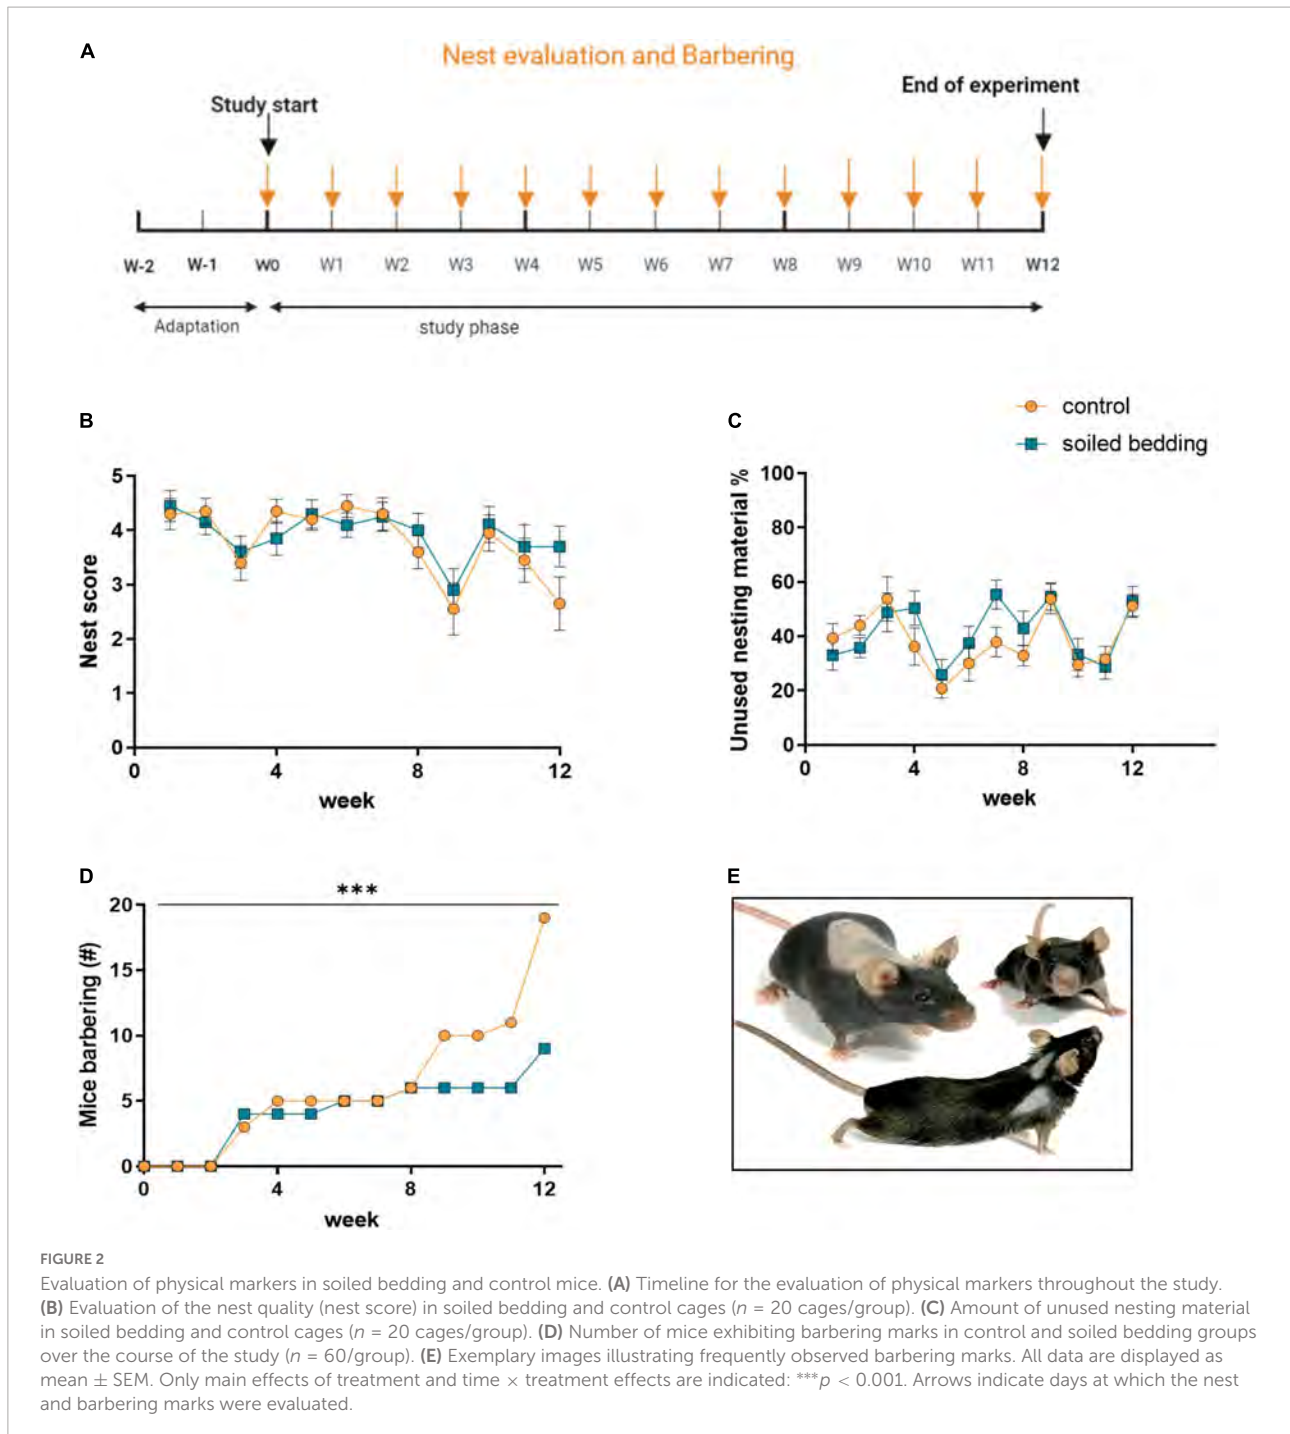 A
Nest evaluation and Barbering
Study start
End of experiment
W-2 W-1 W0 W1 W2 W3 W4 W5 W6 W7 W8 W9 W10 W11 W12
Adaptation
study phase
control
soiled bedding
B
Nest score
5
4
3
2
1
0
0 4 8 12
week
C
Unused nesting material %
100
80
60
40
20
0
0 4 8 12
week
D
***
Mice barbering (#)
20
15
10
5
0
0 4 8 12
week
E
FIGURE 2
Evaluation of physical markers in soiled bedding and control mice. (A) Timeline for the evaluation of physical markers throughout the study.
(B) Evaluation of the nest quality (nest score) in soiled bedding and control cages (n = 20 cages/group). (C) Amount of unused nesting material
in soiled bedding and control cages (n = 20 cages/group). (D) Number of mice exhibiting barbering marks in control and soiled bedding groups
over the course of the study (n = 60/group). (E) Exemplary images illustrating frequently observed barbering marks. All data are displayed as
mean ± SEM. Only main effects of treatment and time × treatment effects are indicated: ***p < 0.001. Arrows indicate days at which the nest
and barbering marks were evaluated.